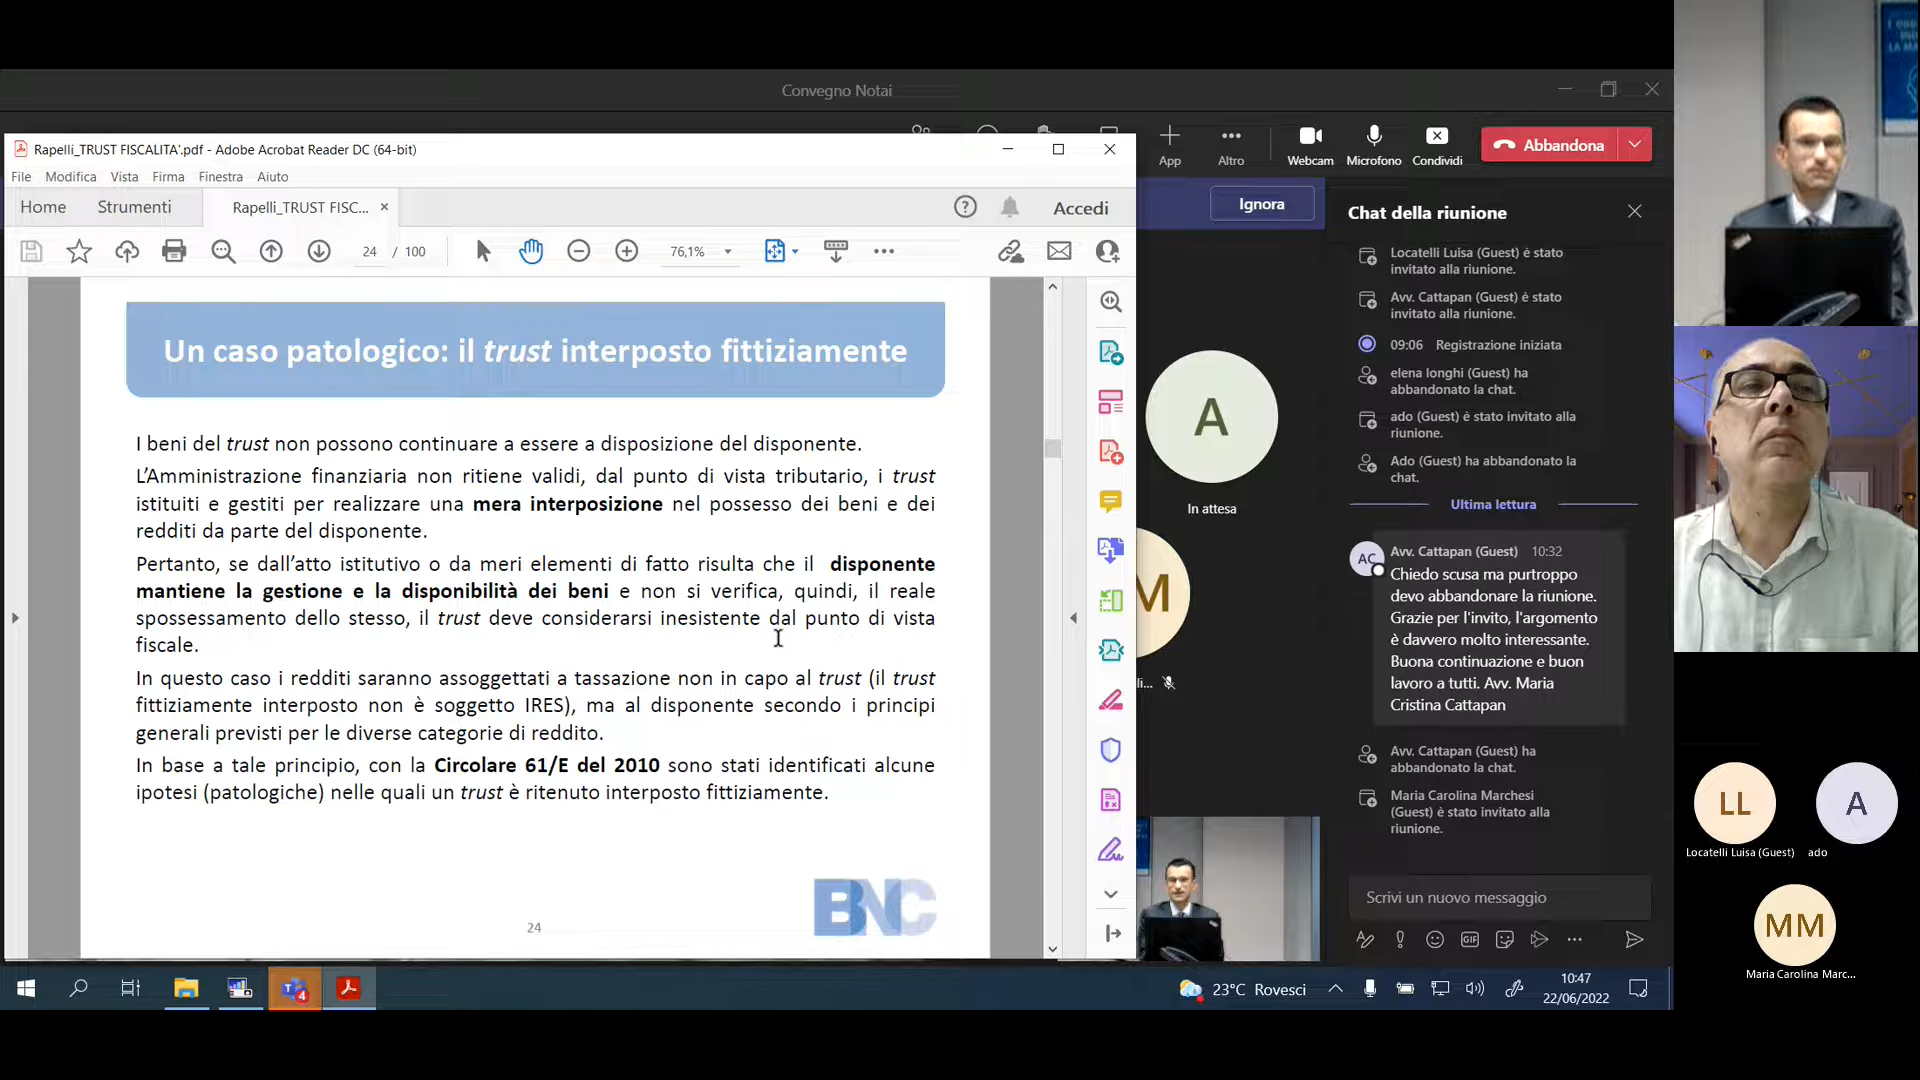 Convegno Notai
App
Altro
Webcam
Microfono
Condividi
Abbandona
Rapelli_TRUST FISCALITA'.pdf - Adobe Acrobat Reader DC (64-bit)
File Modifica Vista Firma Finestra Aiuto
Home Strumenti Rapelli_TRUST FISC...
Accedi
24 / 100
76,1%
Ignora
Un caso patologico: il trust interposto fittiziamente
I beni del trust non possono continuare a essere a disposizione del disponente.
L'Amministrazione finanziaria non ritiene validi, dal punto di vista tributario, i trust
istituiti e gestiti per realizzare una mera interposizione nel possesso dei beni e dei
redditi da parte del disponente.
Pertanto, se dall'atto istitutivo o da meri elementi di fatto risulta che il disponente
mantiene la gestione e la disponibilità dei beni e non si verifica, quindi, il reale
spossessamento dello stesso, il trust deve considerarsi inesistente dal punto di vista
fiscale.
In questo caso i redditi saranno assoggettati a tassazione non in capo al trust (il trust
fittiziamente interposto non è soggetto IRES), ma al disponente secondo i principi
generali previsti per le diverse categorie di reddito.
In base a tale principio, con la Circolare 61/E del 2010 sono stati identificati alcune
ipotesi (patologiche) nelle quali un trust è ritenuto interposto fittiziamente.
24
BNC
A
In attesa
M
li...
Chat della riunione
Locatelli Luisa (Guest) è stato
invitato alla riunione.
Avv. Cattapan (Guest) è stato
invitato alla riunione.
09:06 Registrazione iniziata
elena longhi (Guest) ha
abbandonato la chat.
ado (Guest) è stato invitato alla
riunione.
Ado (Guest) ha abbandonato la
chat.
Ultima lettura
AC
Avv. Cattapan (Guest) 10:32
Chiedo scusa ma purtroppo
devo abbandonare la riunione.
Grazie per l'invito, l'argomento
è davvero molto interessante.
Buona continuazione e buon
lavoro a tutti. Avv. Maria
Cristina Cattapan
Avv. Cattapan (Guest) ha
abbandonato la chat.
Maria Carolina Marchesi
(Guest) è stato invitato alla
riunione.
Scrivi un nuovo messaggio
GIF
4
23°C Rovesci
10:47
22/06/2022
LL
Locatelli Luisa (Guest)
A
ado
MM
Maria Carolina Marc...